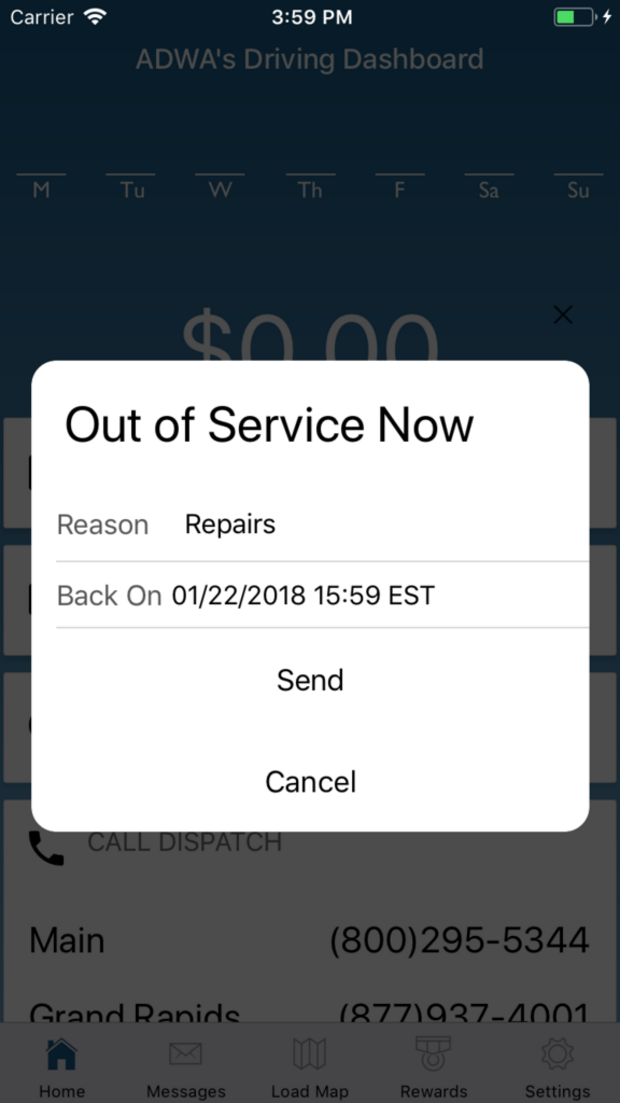 Carrier 3:59 PM
ADWA's Driving Dashboard
M Tu W Th F Sa Su
$0.00
Out of Service Now
Reason Repairs
Back On 01/22/2018 15:59 EST
Send
Cancel
CALL DISPATCH
Main (800)295-5344
Grand Rapids (877)937-4001
Home Messages Load Map Rewards Settings